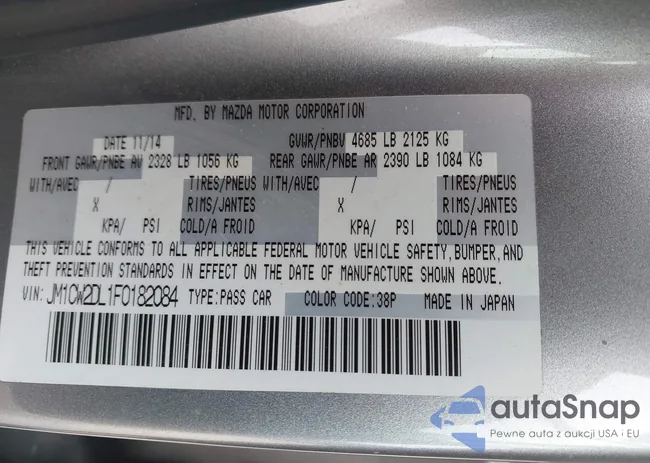 MFD. BY MAZDA MOTOR CORPORATION
DATE 11/14 GVWR/PNBV 4685 LB 2125 KG
FRONT GAWR/PNBE AV 2328 LB 1056 KG REAR GAWR/PNBE AR 2390 LB 1084 KG
WITH/AVEC / TIRES/PNEUS WITH/AVEC / TIRES/PNEUS
X RIMS/JANTES X RIMS/JANTES
KPA/ PSI COLD/A FROID KPA/ PSI COLD/A FROID
THIS VEHICLE CONFORMS TO ALL APPLICABLE FEDERAL MOTOR VEHICLE SAFETY, BUMPER, AND
THEFT PREVENTION STANDARDS IN EFFECT ON THE DATE OF MANUFACTURE SHOWN ABOVE.
VIN: JM1CW2DL1F0182084 TYPE: PASS CAR COLOR CODE: 38P MADE IN JAPAN
autaSnap
Pewne auta z aukcji USA i EU